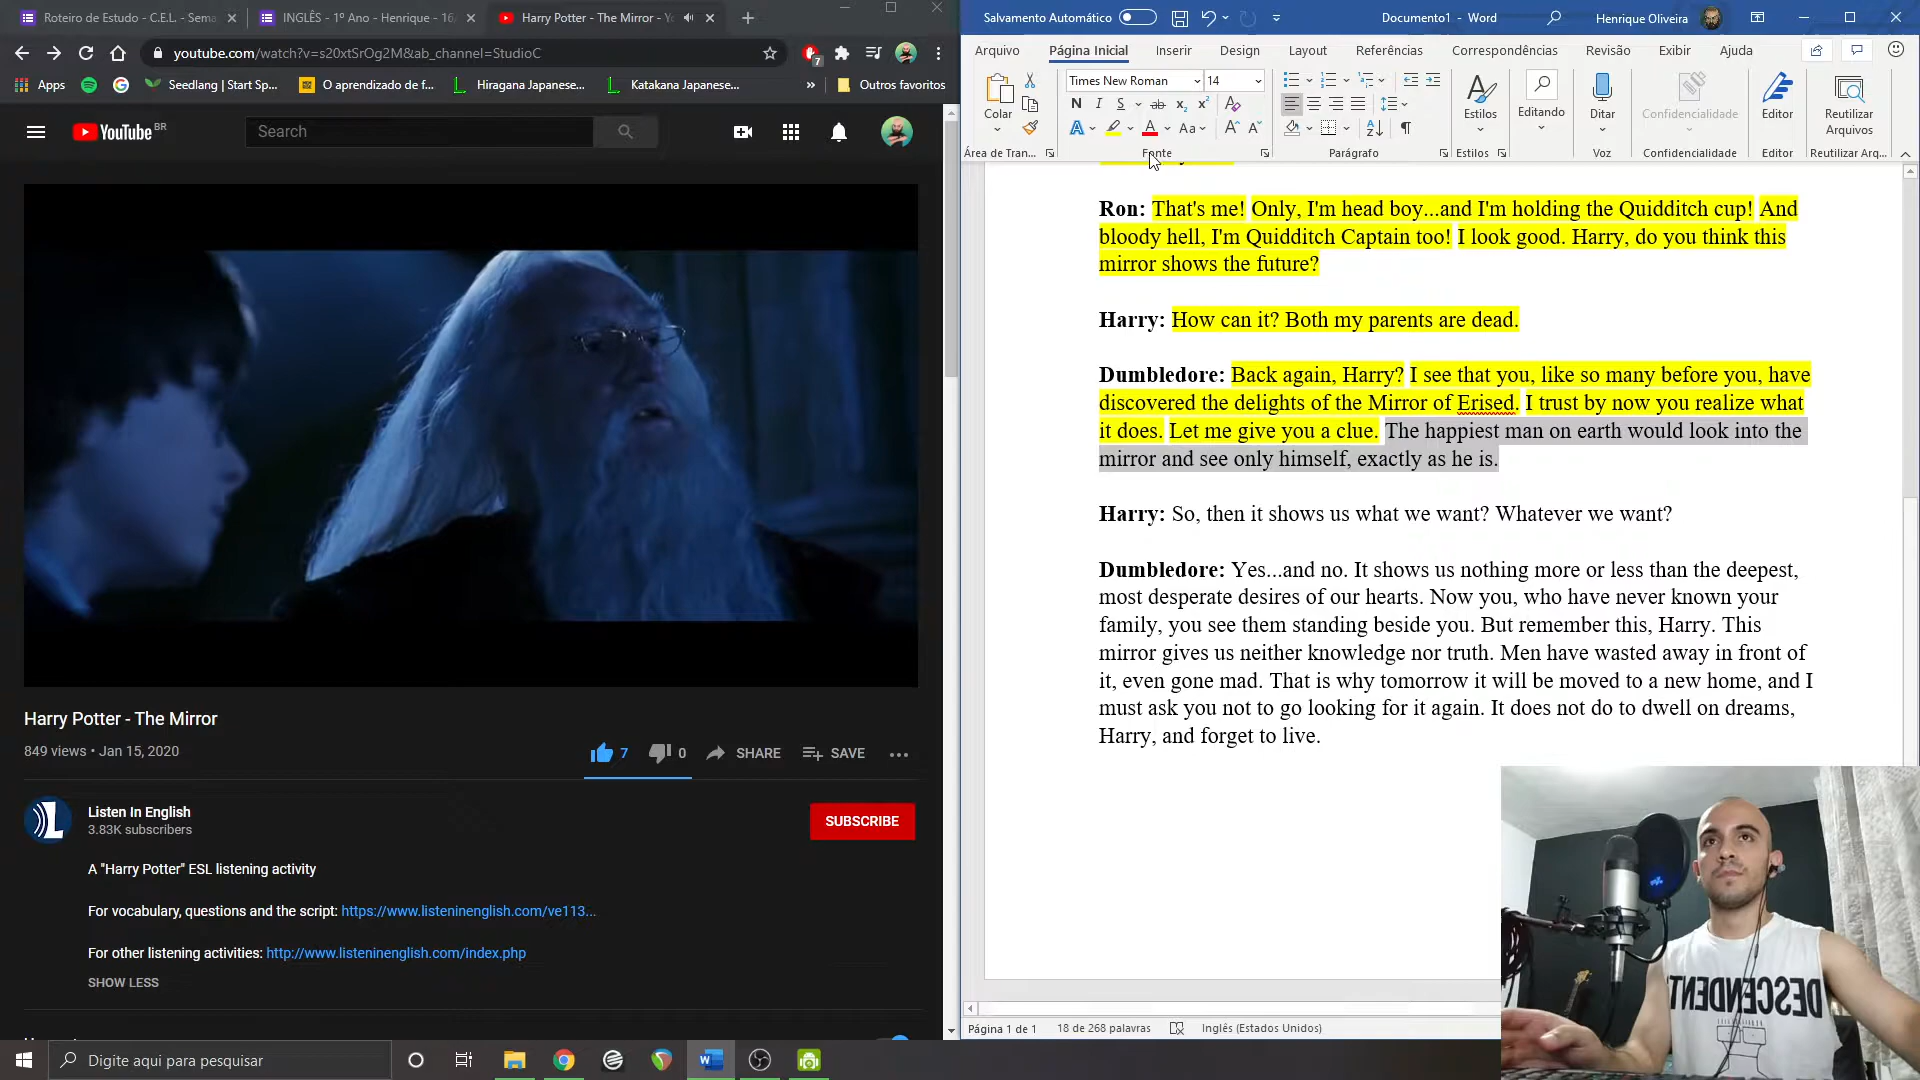 Roteiro de Estudo - C.E.L. - Sema
INGLÊS - 1º Ano - Henrique - 16/
Harry Potter - The Mirror - Y
youtube.com/watch?v=s20xtSrOg2M&ab_channel=StudioC
7
Apps
Seedlang | Start Sp...
O aprendizado de f...
Hiragana Japanese...
Katakana Japanese...
»
Outros favoritos
YouTube BR
Search
Harry Potter - The Mirror
849 views • Jan 15, 2020
7
0
SHARE
SAVE
Listen In English
3.83K subscribers
SUBSCRIBE
A "Harry Potter" ESL listening activity
For vocabulary, questions and the script: https://www.listeninenglish.com/ve113...
For other listening activities: http://www.listeninenglish.com/index.php
SHOW LESS
Salvamento Automático
Documento1 - Word
Henrique Oliveira
Arquivo
Página Inicial
Inserir
Design
Layout
Referências
Correspondências
Revisão
Exibir
Ajuda
Colar
Times New Roman
14
N I S ab x₂ x²
A A Aa A A
Estilos
Editando
Ditar
Confidencialidade
Editor
Reutilizar
Arquivos
Área de Tran...
Fonte
Parágrafo
Estilos
Voz
Confidencialidade
Editor
Reutilizar Arq...
Ron: That's me! Only, I'm head boy...and I'm holding the Quidditch cup! And
bloody hell, I'm Quidditch Captain too! I look good. Harry, do you think this
mirror shows the future?
Harry: How can it? Both my parents are dead.
Dumbledore: Back again, Harry? I see that you, like so many before you, have
discovered the delights of the Mirror of Erised. I trust by now you realize what
it does. Let me give you a clue. The happiest man on earth would look into the
mirror and see only himself, exactly as he is.
Harry: So, then it shows us what we want? Whatever we want?
Dumbledore: Yes...and no. It shows us nothing more or less than the deepest,
most desperate desires of our hearts. Now you, who have never known your
family, you see them standing beside you. But remember this, Harry. This
mirror gives us neither knowledge nor truth. Men have wasted away in front of
it, even gone mad. That is why tomorrow it will be moved to a new home, and I
must ask you not to go looking for it again. It does not do to dwell on dreams,
Harry, and forget to live.
Página 1 de 1
18 de 268 palavras
Inglês (Estados Unidos)
DESCENDENT
Digite aqui para pesquisar